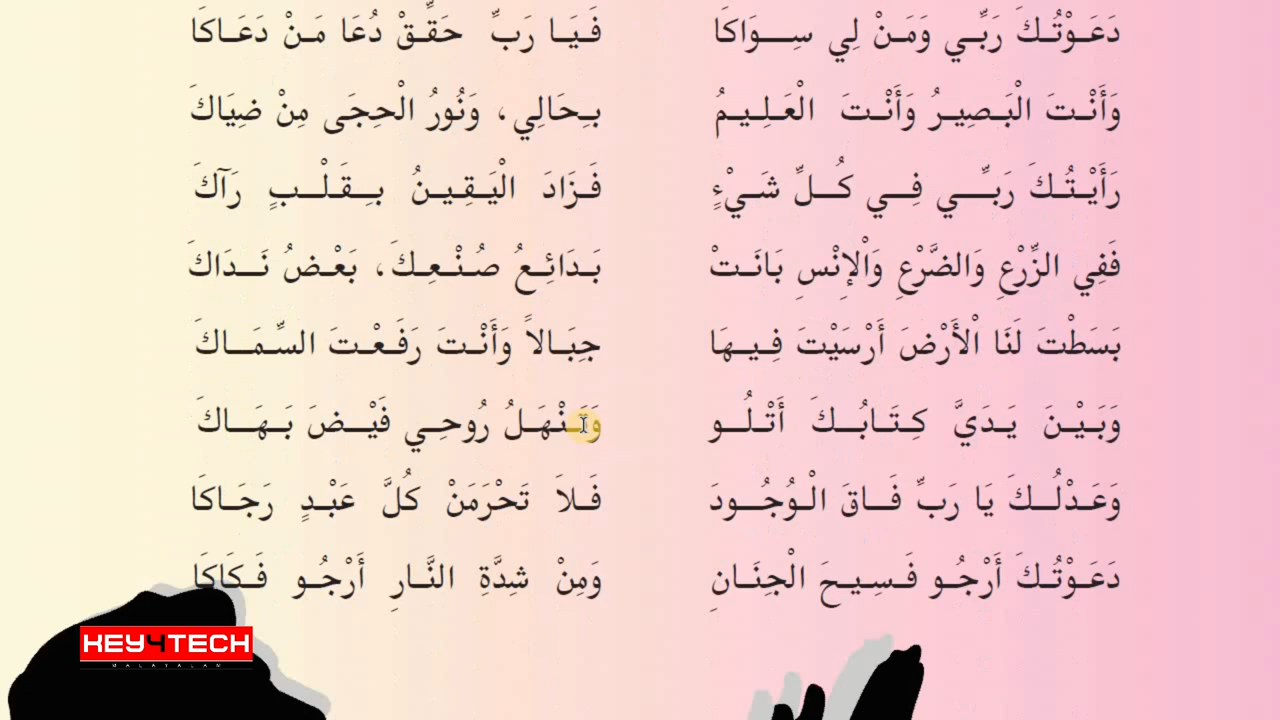 دَعَوْتُكَ رَبِّي وَمَنْ لِي سِوَاكَا فَيَا رَبِّ حَقِّقْ دُعَا مَنْ دَعَاكَا
وَأَنْتَ الْبَصِيرُ وَأَنْتَ الْعَلِيمُ بِحَالِي، وَنُورُ الْحِجَى مِنْ ضِيَاكَ
رَأَيْتُكَ رَبِّي فِي كُلِّ شَيْءٍ فَزَادَ الْيَقِينُ بِقَلْبٍ رَآكَ
فَفِي الزِّرْعِ وَالضَّرْعِ وَالْإِنْسِ بَانَتْ بَدَائِعُ صُنْعِكَ، بَعْضُ نَدَاكَ
بَسَطْتَ لَنَا الْأَرْضَ أَرْسَيْتَ فِيهَا جِبَالاً وَأَنْتَ رَفَعْتَ السِّمَاكَ
وَبَيْنَ يَدَيَّ كِتَابُكَ أَتْلُو وَتَنْهَلُ رُوحِي فَيْضَ بَهَاكَ
وَعَدْلُكَ يَا رَبِّ فَاقَ الْوُجُودَ فَلاَ تَحْرَمَنْ كُلَّ عَبْدٍ رَجَاكَا
دَعَوْتُكَ أَرْجُو فَسِيحَ الْجِنَانِ وَمِنْ شِدَّةِ النَّارِ أَرْجُو فَكَاكَا
KEY4TECH
MALAYALAM